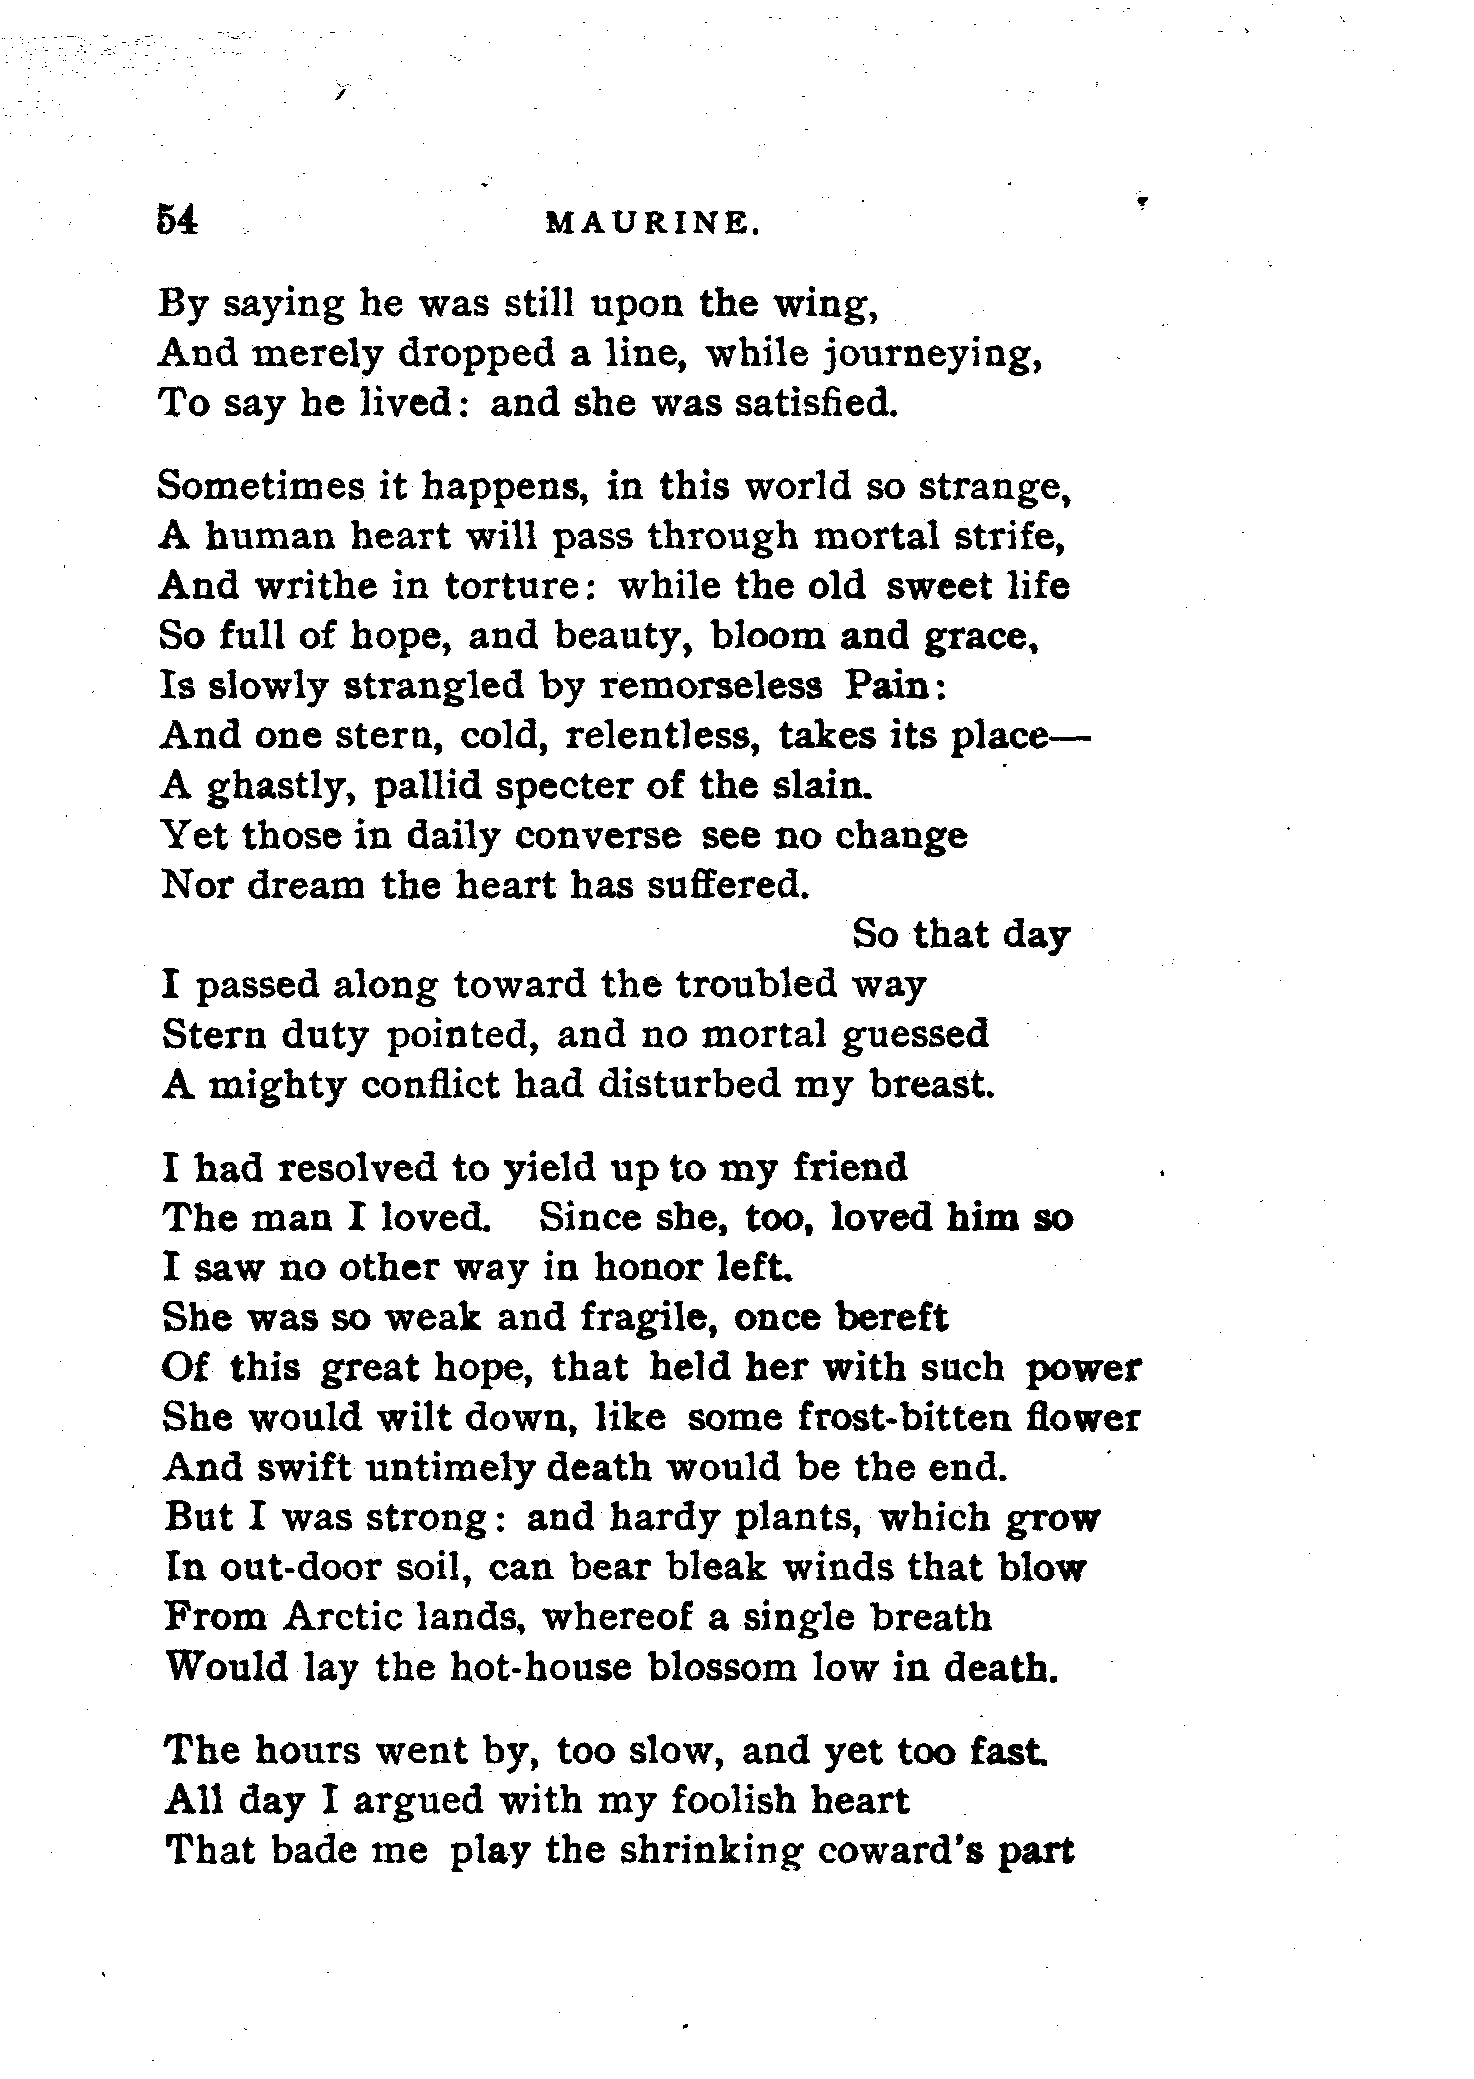 54 MAURINE.
By saying he was still upon the wing,
And merely dropped a line, while journeying,
To say he lived: and she was satisfied.
Sometimes it happens, in this world so strange,
A human heart will pass through mortal strife,
And writhe in torture: while the old sweet life
So full of hope, and beauty, bloom and grace,
Is slowly strangled by remorseless Pain:
And one stern, cold, relentless, takes its place—
A ghastly, pallid specter of the slain.
Yet those in daily converse see no change
Nor dream the heart has suffered.
So that day
I passed along toward the troubled way
Stern duty pointed, and no mortal guessed
A mighty conflict had disturbed my breast.
I had resolved to yield up to my friend
The man I loved. Since she, too, loved him so
I saw no other way in honor left.
She was so weak and fragile, once bereft
Of this great hope, that held her with such power
She would wilt down, like some frost-bitten flower
And swift untimely death would be the end.
But I was strong: and hardy plants, which grow
In out-door soil, can bear bleak winds that blow
From Arctic lands, whereof a single breath
Would lay the hot-house blossom low in death.
The hours went by, too slow, and yet too fast.
All day I argued with my foolish heart
That bade me play the shrinking coward's part